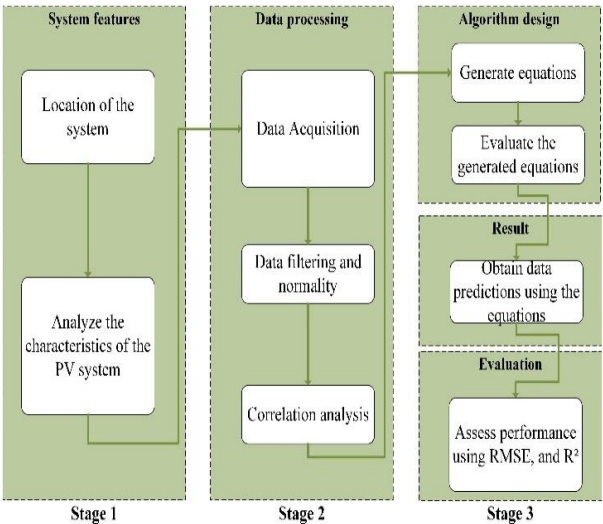 System features
Location of the
system
Analyze the
characteristics of the
PV system
Stage 1
Data processing
Data Acquisition
Data filtering and
normality
Correlation analysis
Stage 2
Algorithm design
Generate equations
Evaluate the
generated equations
Result
Obtain data
predictions using the
equations
Evaluation
Assess performance
using RMSE, and R²
Stage 3